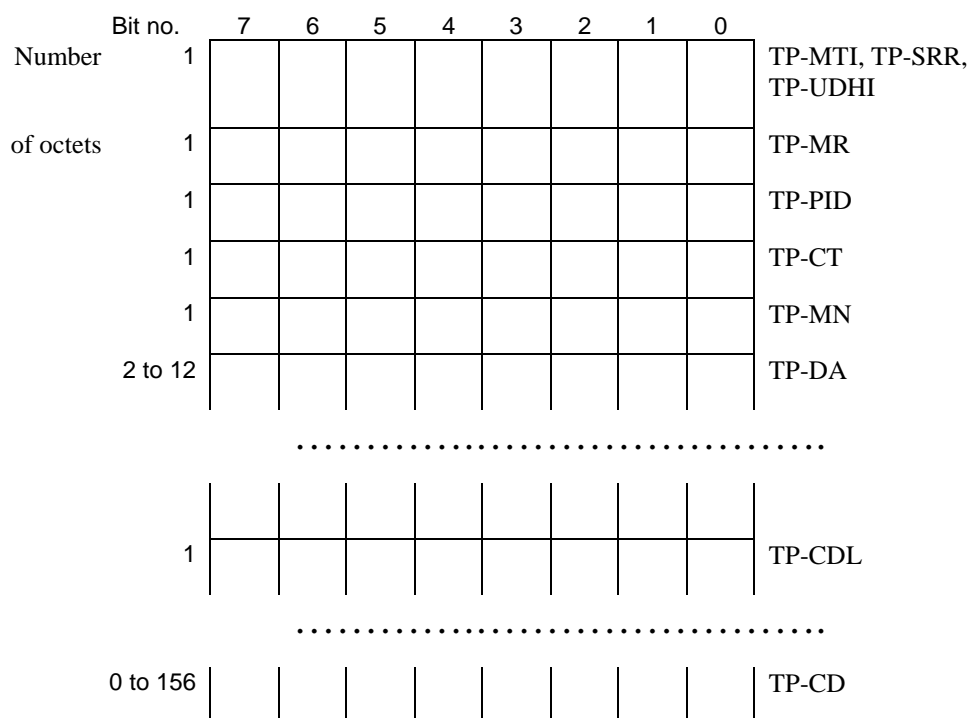 Bit no. 7 6 5 4 3 2 1 0
Number 1 TP-MTI, TP-SRR,
TP-UDHI
of octets 1 TP-MR
1 TP-PID
1 TP-CT
1 TP-MN
2 to 12 TP-DA
1 TP-CDL
0 to 156 TP-CD